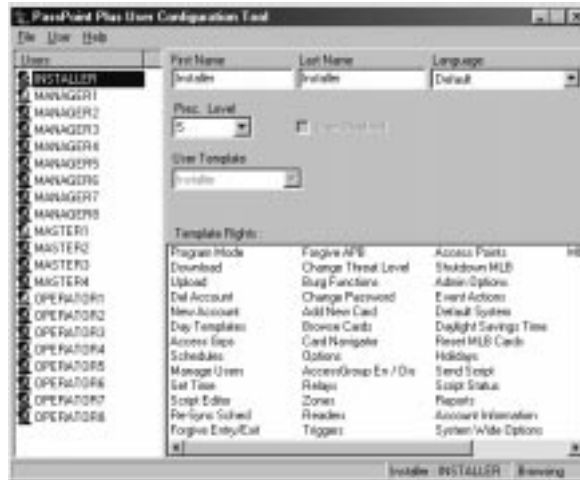 PassPoint Plus User Configuration Tool
File User Help
Users
INSTALLER
MANAGER1
MANAGER2
MANAGER3
MANAGER4
MANAGER5
MANAGER6
MANAGER7
MANAGER8
MASTER1
MASTER2
MASTER3
MASTER4
OPERATOR1
OPERATOR2
OPERATOR3
OPERATOR4
OPERATOR5
OPERATOR6
OPERATOR7
OPERATOR8
First Name Last Name Language
Installer Installer Default
Prec. Level
5
User Template
Installer
Template Rights
Program Mode Forgive APB Access Points
Download Change Threat Level Shutdown MLB
Upload Burg Functions Admin Options
Del Account Change Password Event Actions
New Account Add New Card Default System
Day Templates Browse Cards Daylight Savings Time
Access Grps Card Navigator Reset MLB Cards
Schedules Options Holidays
Manage Users AccessGroup En / Dis Send Script
Set Time Relays Script Status
Script Editor Zones Reports
Re-Sync Sched Readers Account Information
Forgive Entry/Exit Triggers System Wide Options
Installer : INSTALLER Browsing